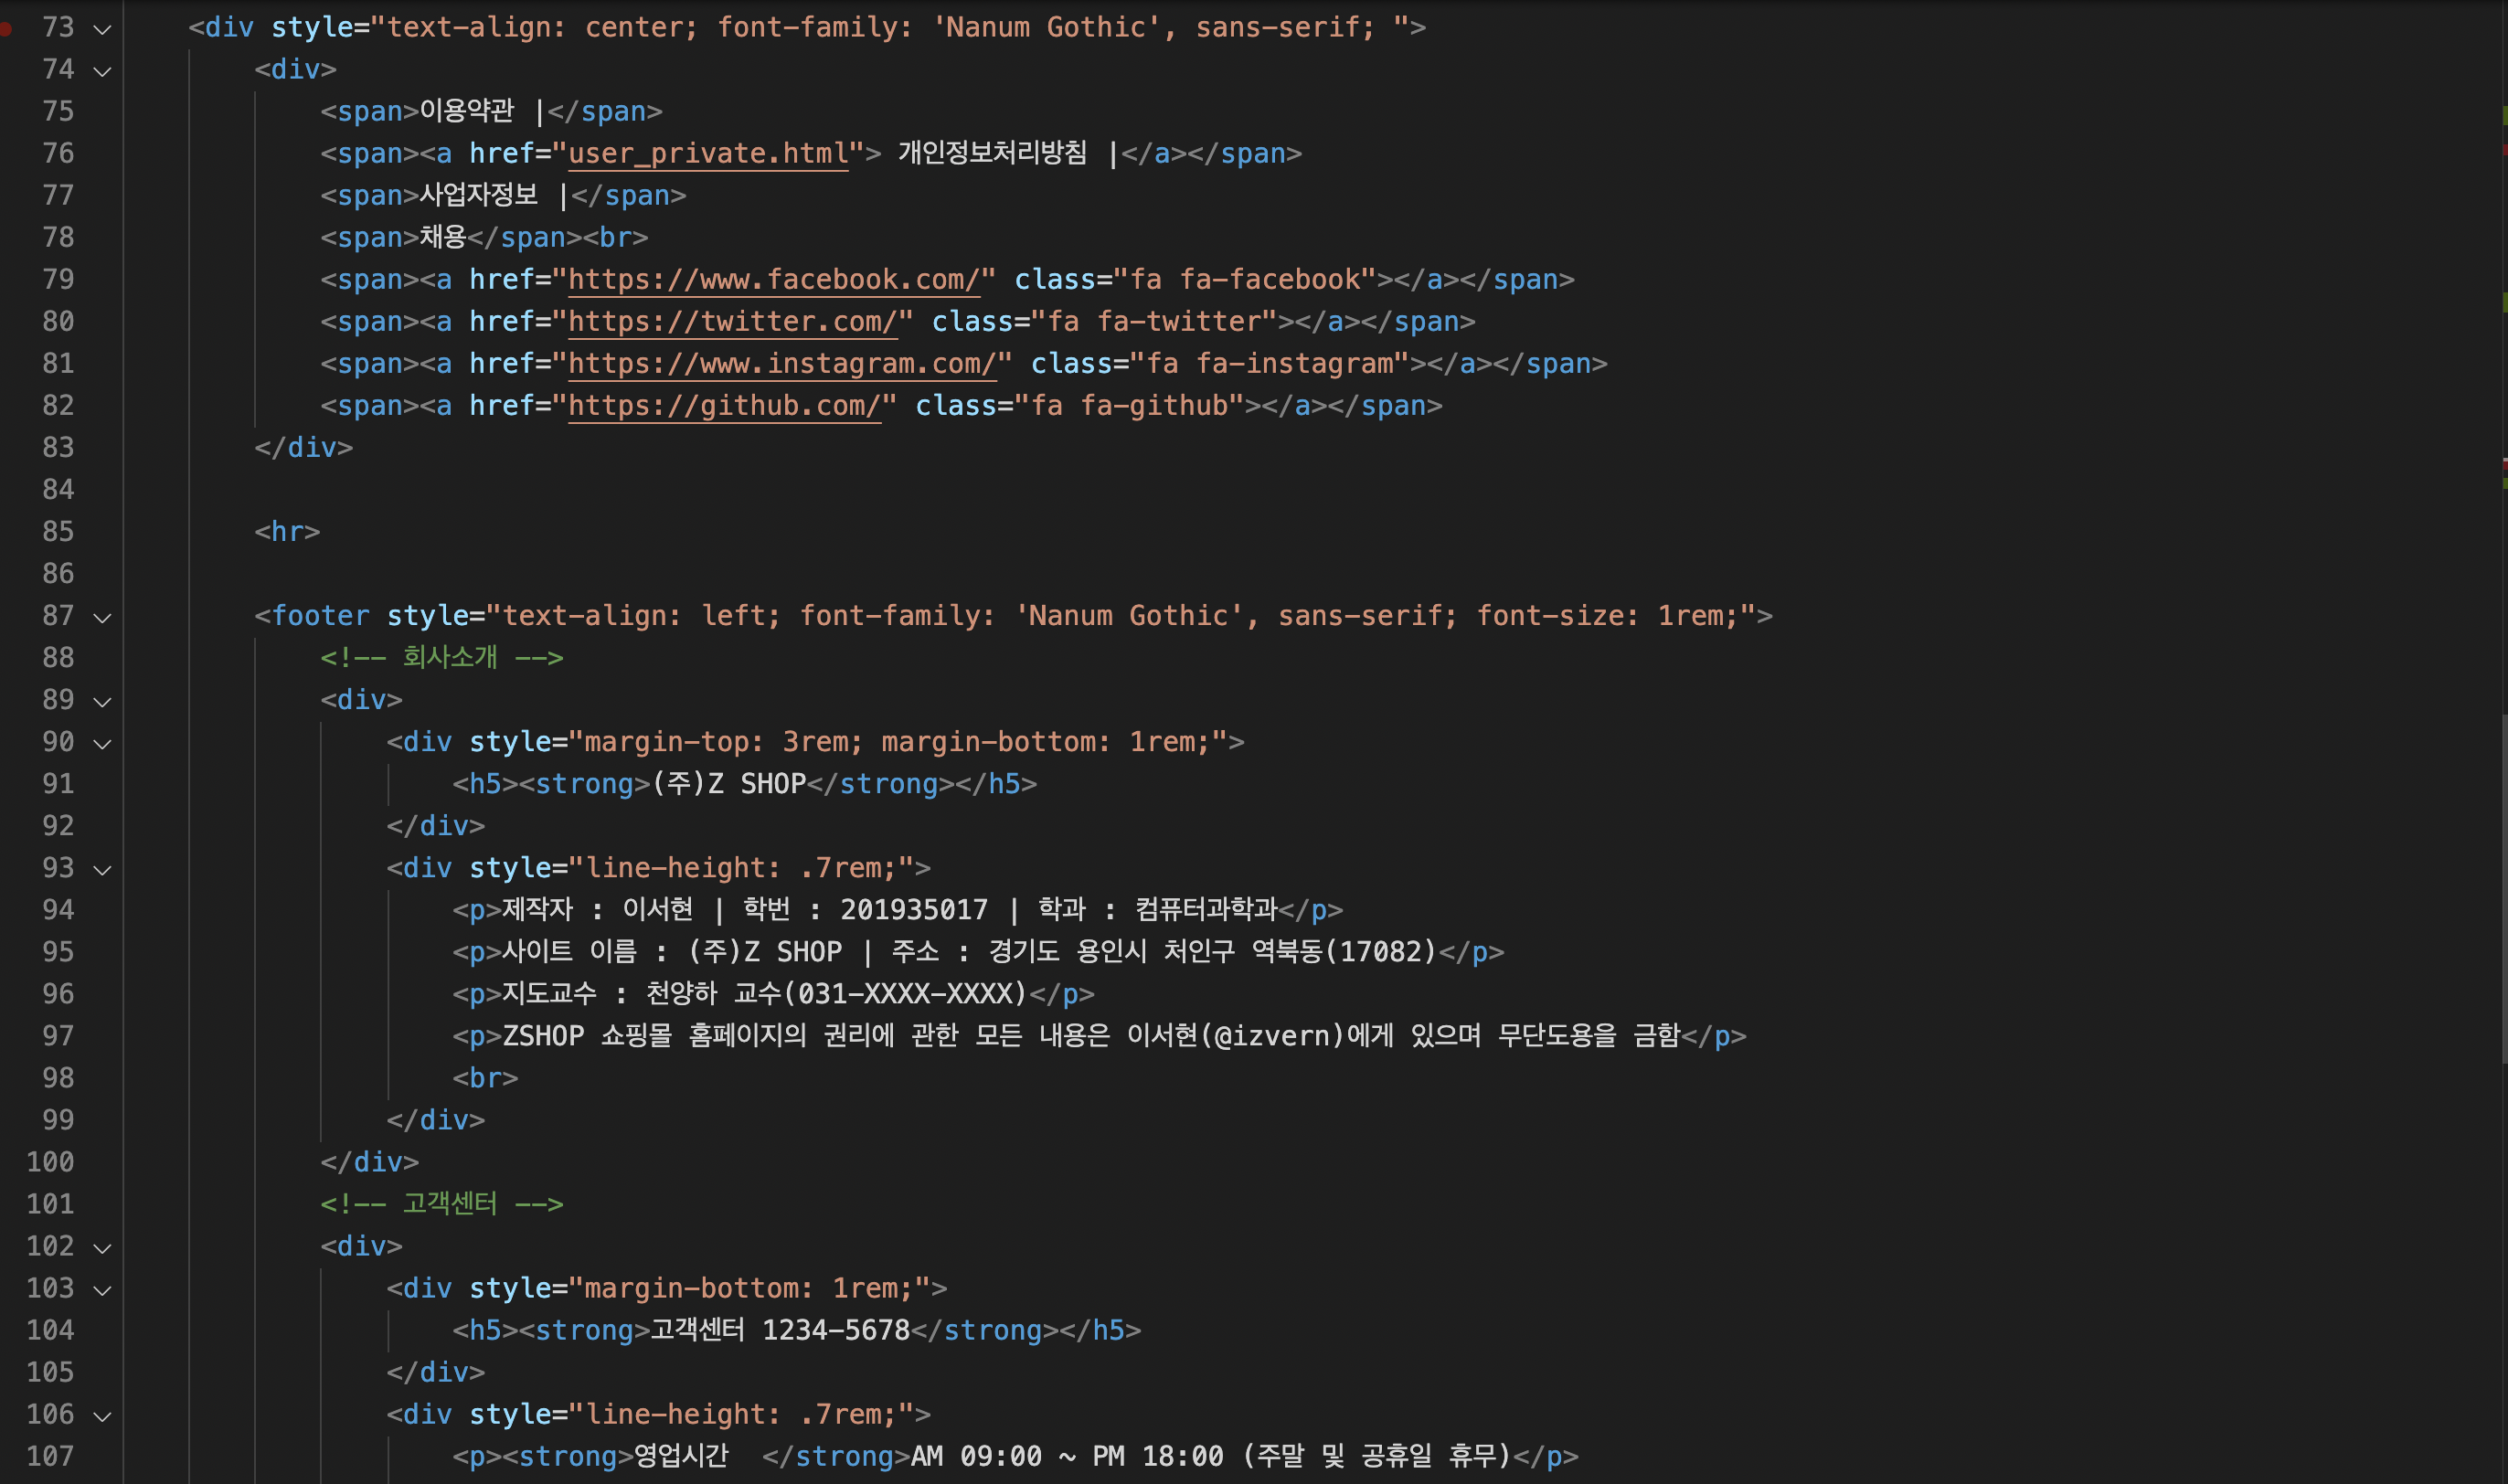 73 <div style="text-align: center; font-family: 'Nanum Gothic', sans-serif; ">
74 <div>
75 <span>이용약관 |</span>
76 <span><a href="user_private.html"> 개인정보처리방침 |</a></span>
77 <span>사업자정보 |</span>
78 <span>채용</span><br>
79 <span><a href="https://www.facebook.com/" class="fa fa-facebook"></a></span>
80 <span><a href="https://twitter.com/" class="fa fa-twitter"></a></span>
81 <span><a href="https://www.instagram.com/" class="fa fa-instagram"></a></span>
82 <span><a href="https://github.com/" class="fa fa-github"></a></span>
83 </div>
84
85 <hr>
86
87 <footer style="text-align: left; font-family: 'Nanum Gothic', sans-serif; font-size: 1rem;">
88 <!-- 회사소개 -->
89 <div>
90 <div style="margin-top: 3rem; margin-bottom: 1rem;">
91 <h5><strong>(주)Z SHOP</strong></h5>
92 </div>
93 <div style="line-height: .7rem;">
94 <p>제작자 : 이서현 | 학번 : 201935017 | 학과 : 컴퓨터과학과</p>
95 <p>사이트 이름 : (주)Z SHOP | 주소 : 경기도 용인시 처인구 역북동(17082)</p>
96 <p>지도교수 : 천양하 교수(031-XXXX-XXXX)</p>
97 <p>ZSHOP 쇼핑몰 홈페이지의 권리에 관한 모든 내용은 이서현(@izvern)에게 있으며 무단도용을 금함</p>
98 <br>
99 </div>
100 </div>
101 <!-- 고객센터 -->
102 <div>
103 <div style="margin-bottom: 1rem;">
104 <h5><strong>고객센터 1234-5678</strong></h5>
105 </div>
106 <div style="line-height: .7rem;">
107 <p><strong>영업시간  </strong>AM 09:00 ~ PM 18:00 (주말 및 공휴일 휴무)</p>